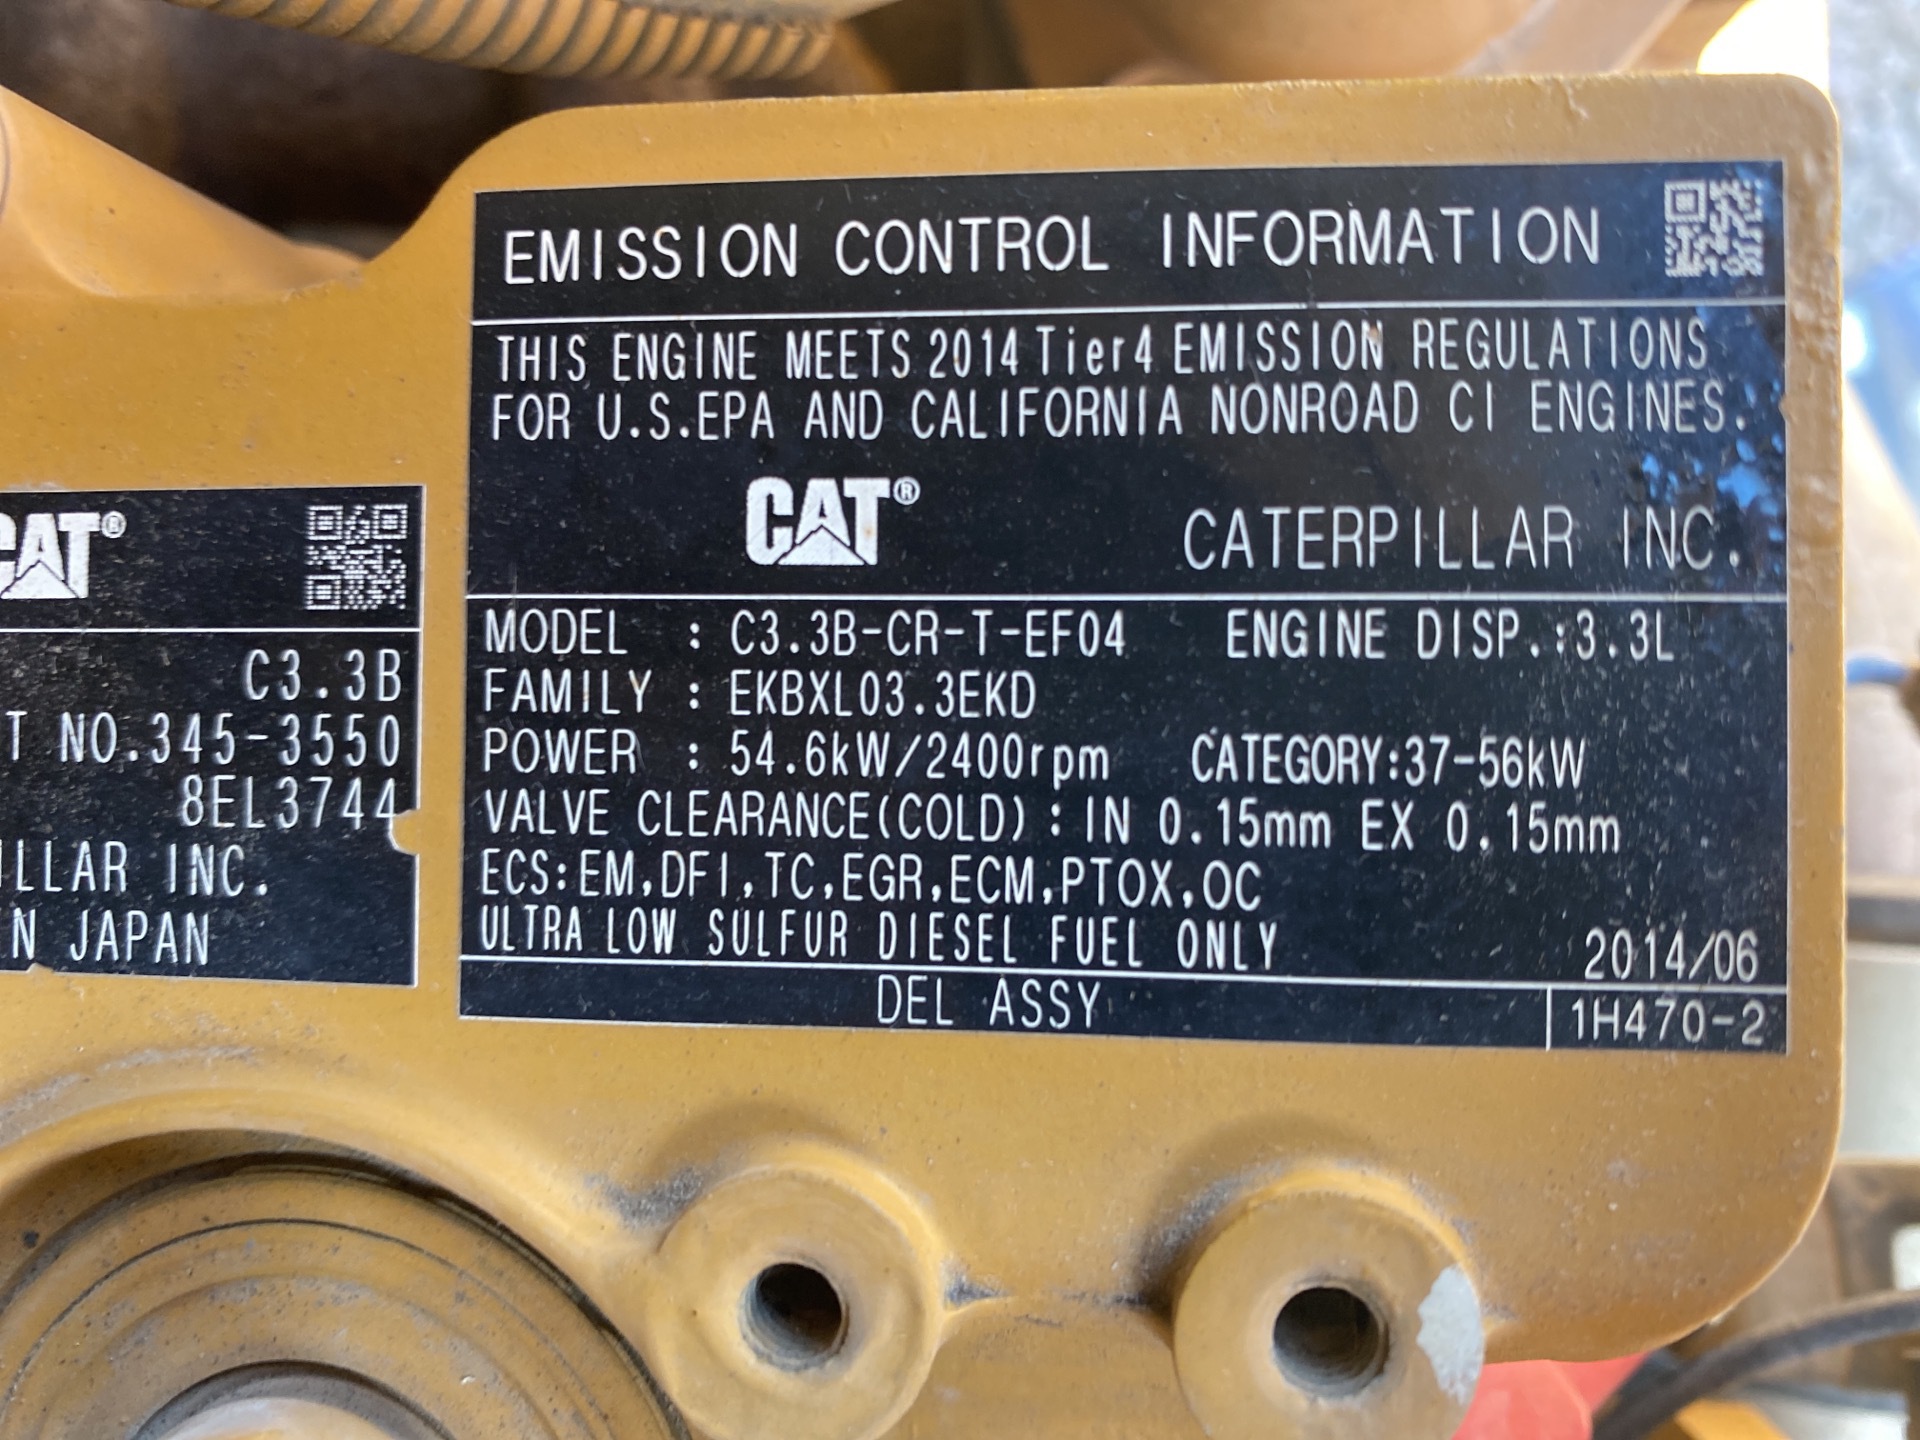 EMISSION CONTROL INFORMATION
THIS ENGINE MEETS 2014 Tier4 EMISSION REGULATIONS
FOR U.S.EPA AND CALIFORNIA NONROAD CI ENGINES.
CAT®
CATERPILLAR INC.
MODEL : C3.3B-CR-T-EF04 ENGINE DISP.:3.3L
FAMILY : EKBXL03.3EKD
POWER : 54.6kW/2400rpm CATEGORY:37-56kW
VALVE CLEARANCE(COLD) : IN 0.15mm EX 0.15mm
ECS:EM,DFI,TC,EGR,ECM,PTOX,OC
ULTRA LOW SULFUR DIESEL FUEL ONLY 2014/06
DEL ASSY 1H470-2
CAT®
C3.3B
T NO.345-3550
8EL3744
ILLAR INC.
N JAPAN